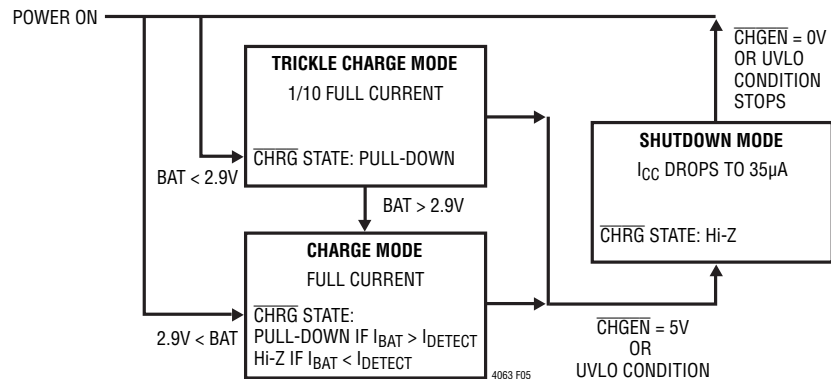 POWER ON
TRICKLE CHARGE MODE
1/10 FULL CURRENT
CHRG STATE: PULL-DOWN
BAT < 2.9V
BAT > 2.9V
CHARGE MODE
FULL CURRENT
CHRG STATE:
PULL-DOWN IF IBAT > IDETECT
Hi-Z IF IBAT < IDETECT
2.9V < BAT
4063 F05
CHGEN = 0V
OR UVLO
CONDITION
STOPS
SHUTDOWN MODE
ICC DROPS TO 35µA
CHRG STATE: Hi-Z
CHGEN = 5V
OR
UVLO CONDITION